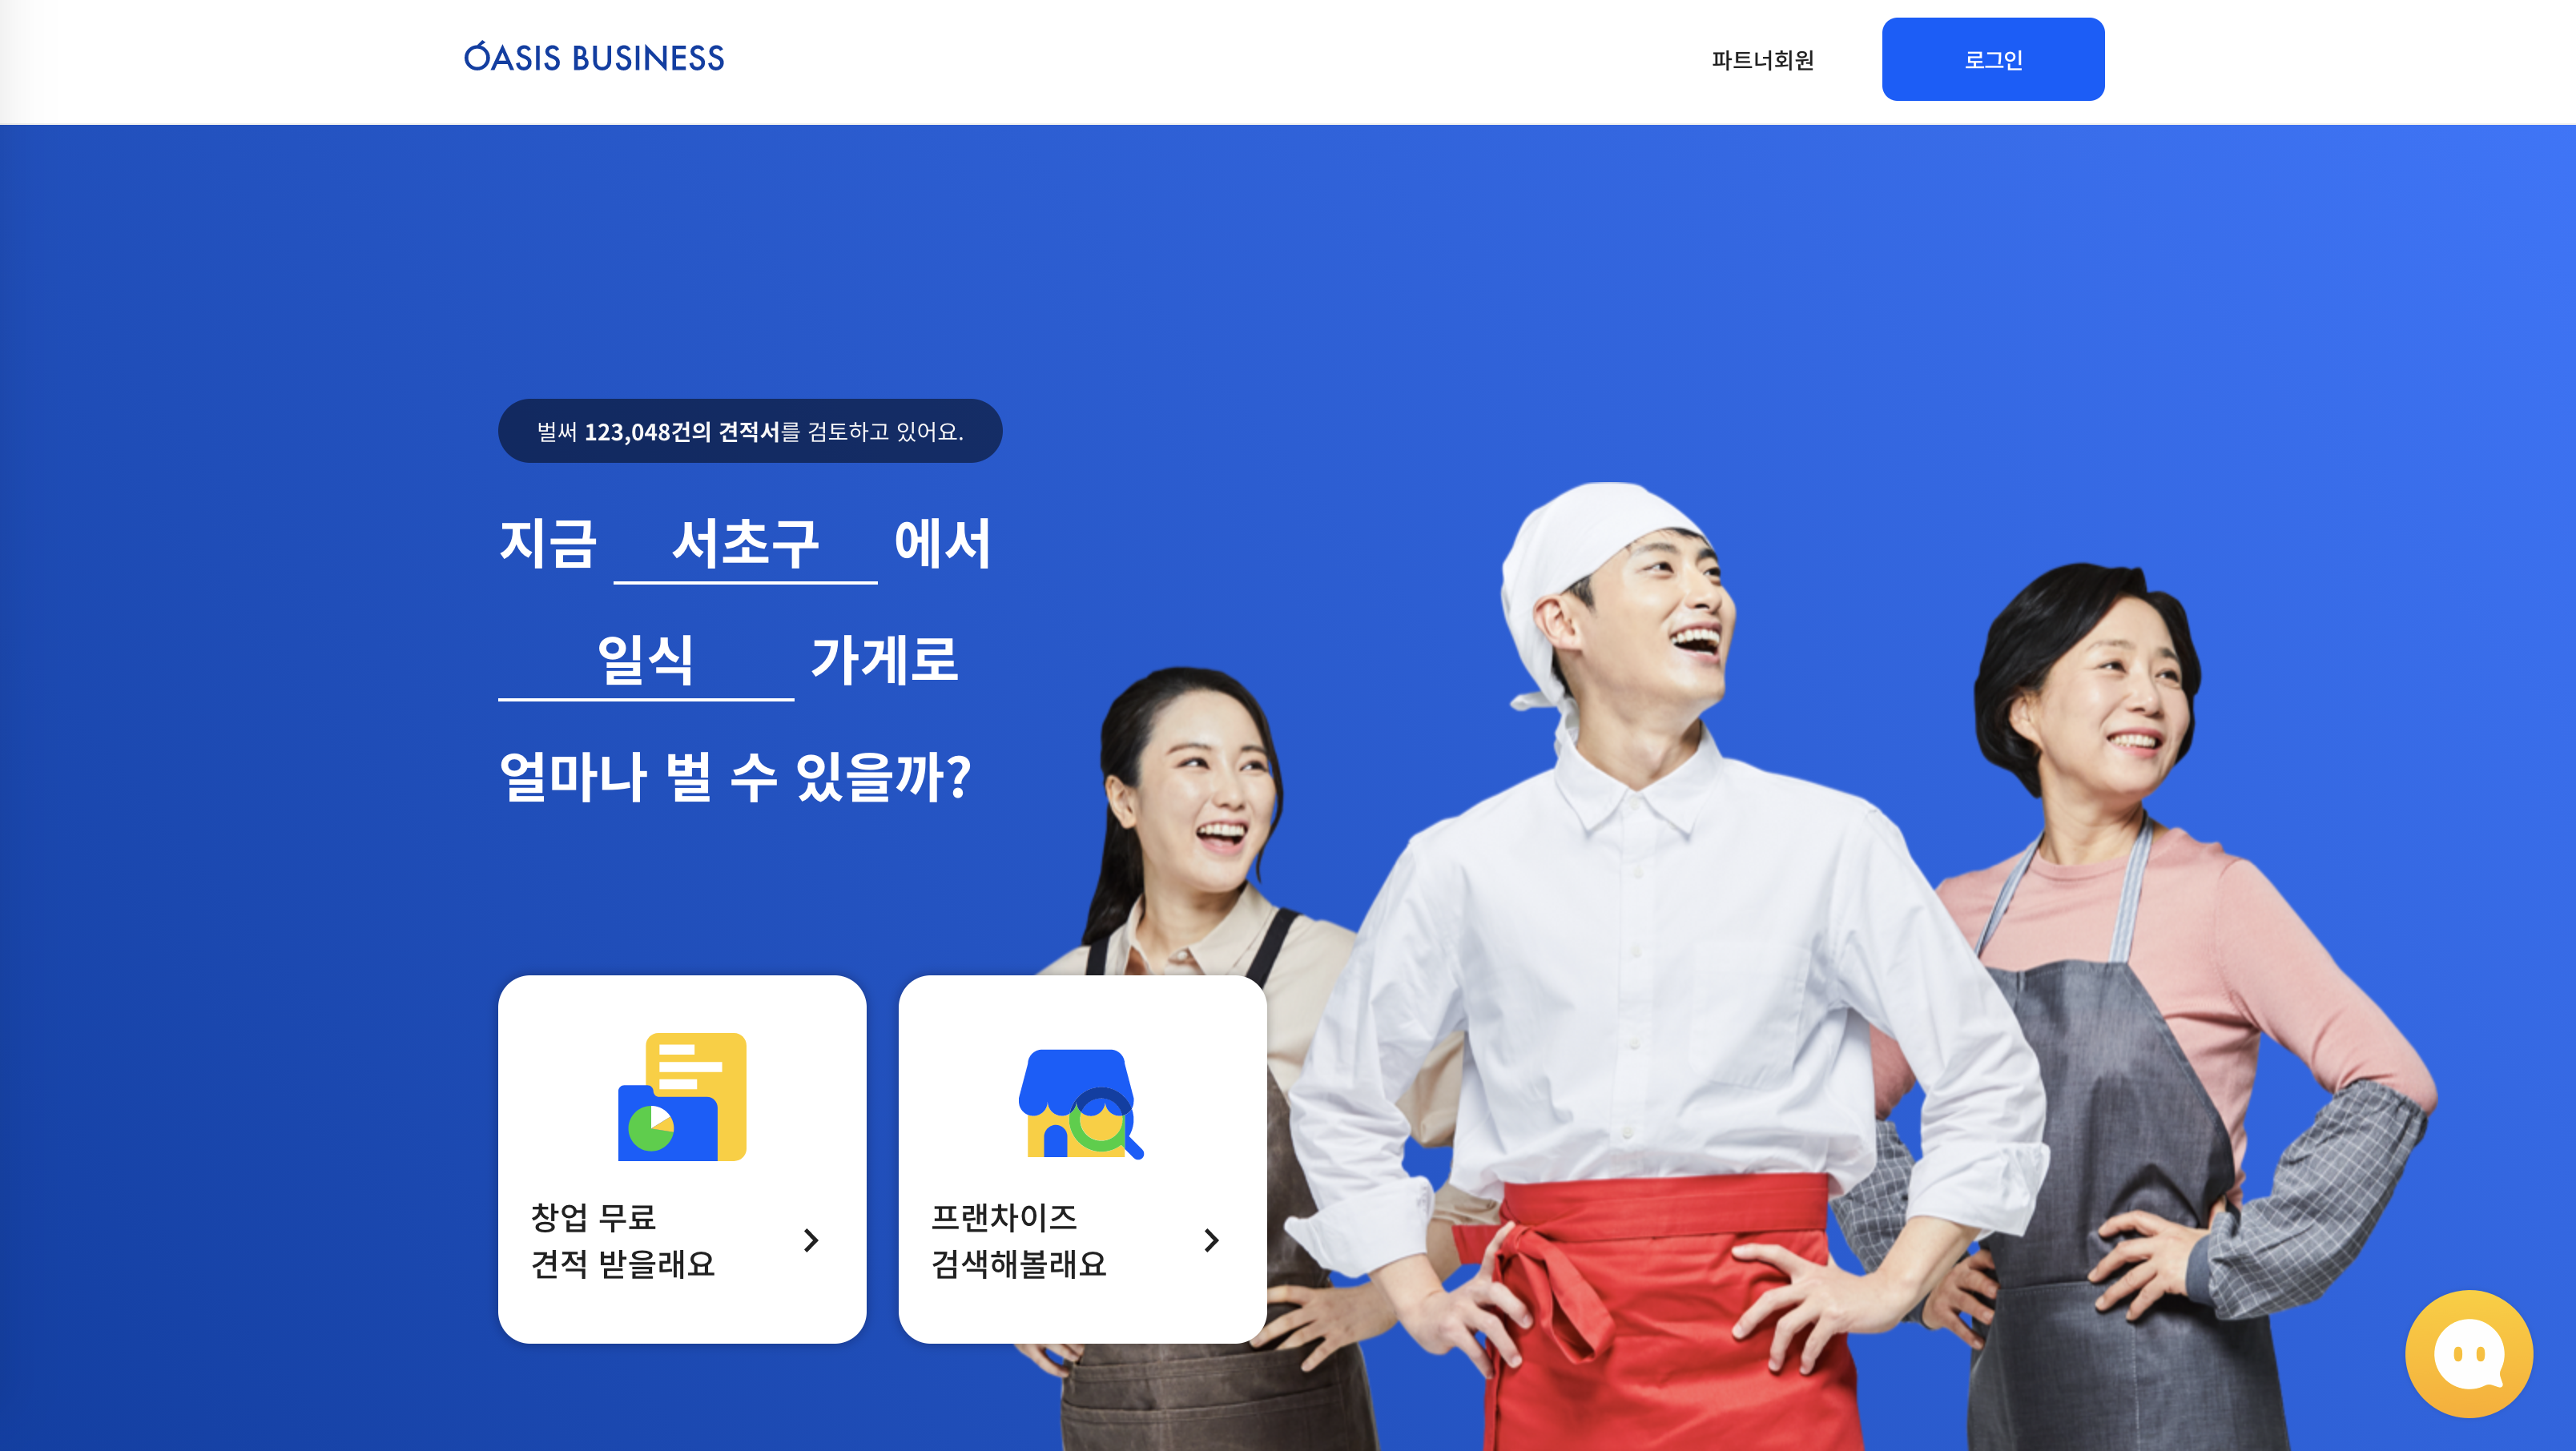 OASIS BUSINESS
파트너회원
로그인
벌써 123,048건의 견적서를 검토하고 있어요.
지금 서초구 에서
일식 가게로
얼마나 벌 수 있을까?
창업 무료
견적 받을래요
프랜차이즈
검색해볼래요